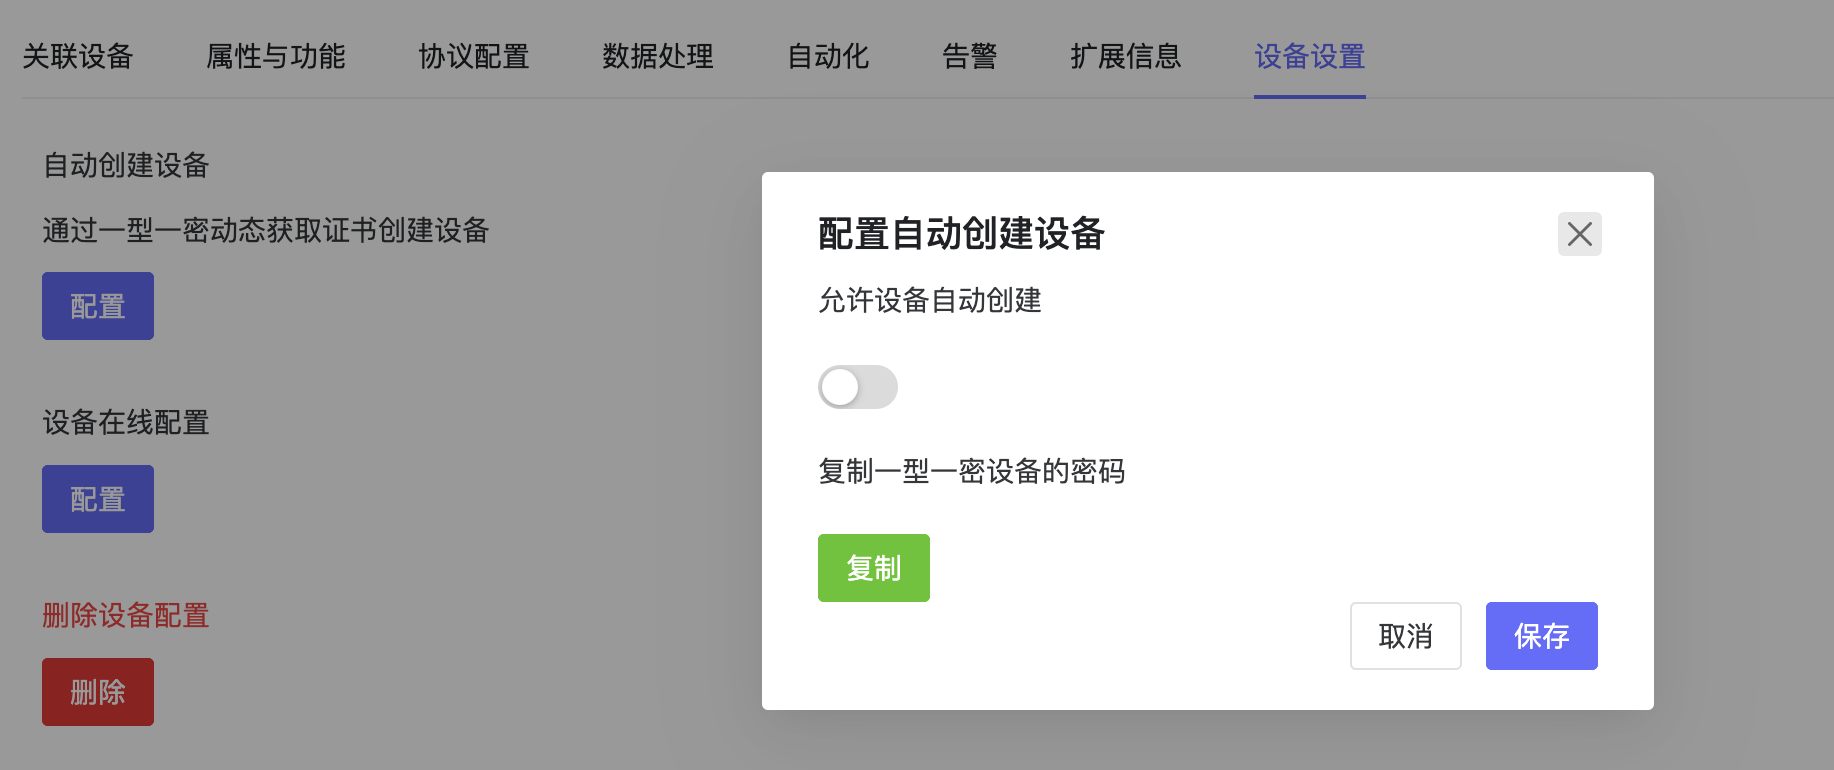 关联设备 属性与功能 协议配置 数据处理 自动化 告警 扩展信息 设备设置
自动创建设备
通过一型一密动态获取证书创建设备
配置
设备在线配置
配置
删除设备配置
删除
配置自动创建设备
允许设备自动创建
复制一型一密设备的密码
复制
取消 保存